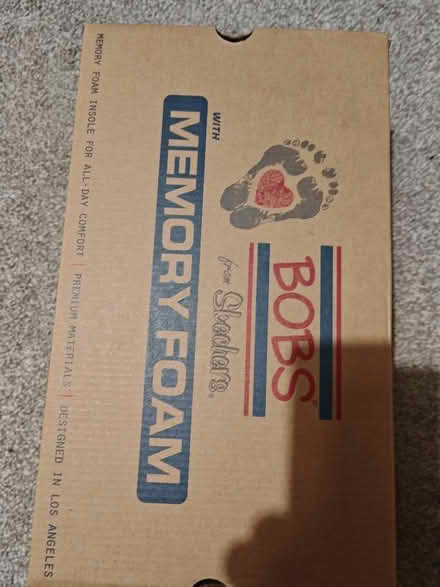 BOBS®
from Skechers®
WITH
MEMORY FOAM
MEMORY FOAM INSOLE FOR ALL-DAY COMFORT | PREMIUM MATERIALS | DESIGNED IN LOS ANGELES